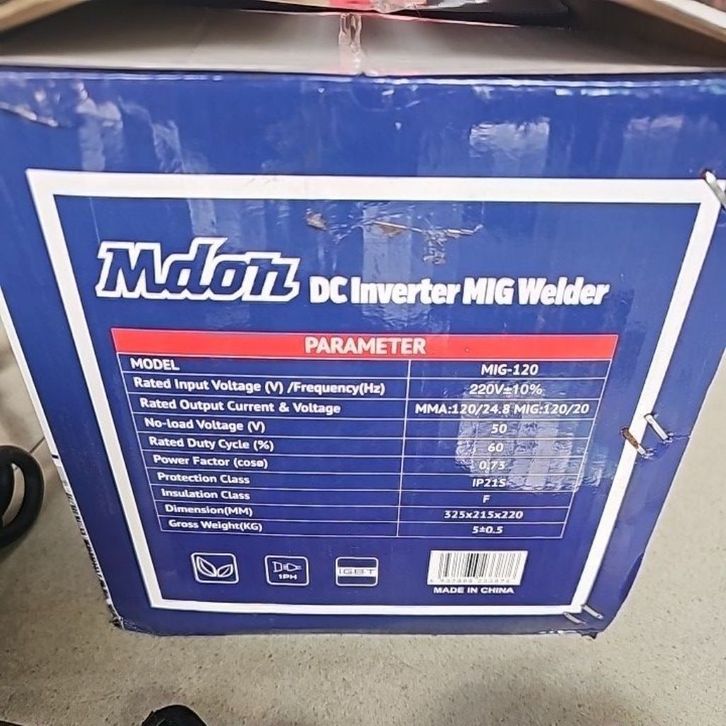 Mdon DC Inverter MIG Welder
PARAMETER
MODEL MIG-120
Rated Input Voltage (V) /Frequency(Hz) 220V±10%
Rated Output Current & Voltage MMA:120/24.8 MIG:120/20
No-load Voltage (V) 50
Rated Duty Cycle (%) 60
Power Factor (cosø) 0.73
Protection Class IP21S
Insulation Class F
Dimension(MM) 325x215x220
Gross Weight(KG) 5±0.5
1PH
IGBT
MADE IN CHINA